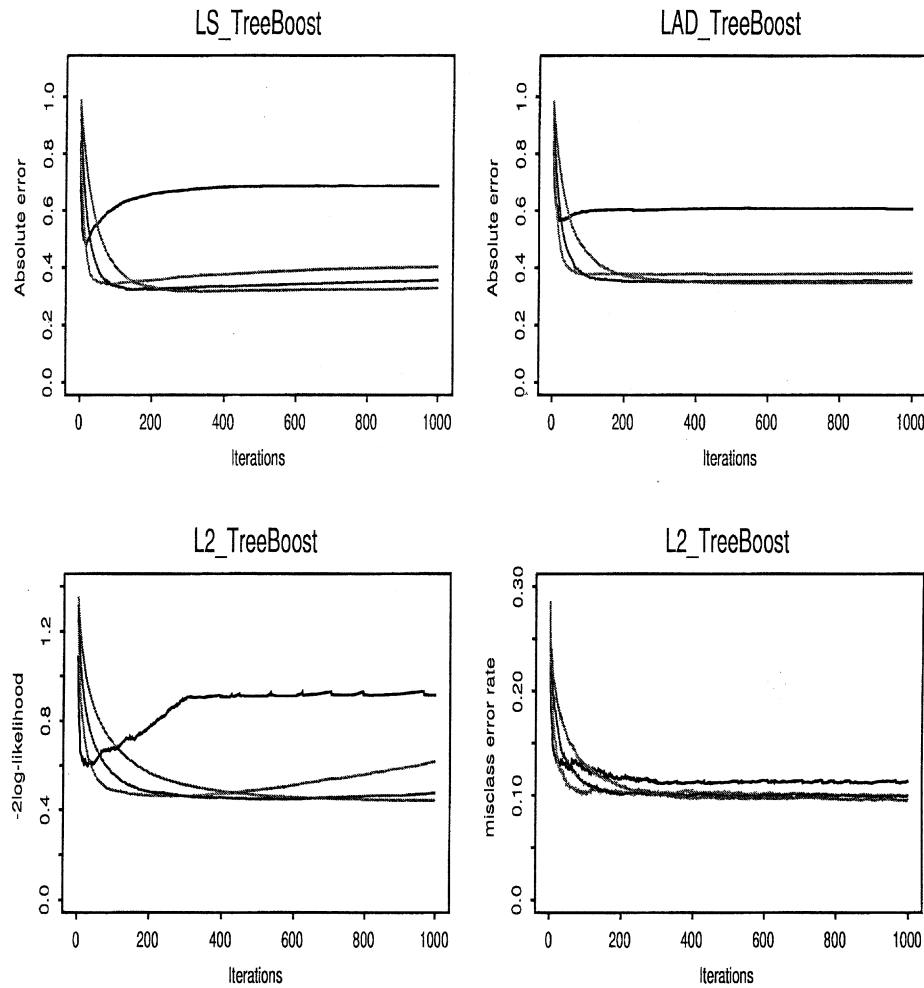 LS_TreeBoost
Absolute error
0.0 0.2 0.4 0.6 0.8 1.0
0 200 400 600 800 1000
Iterations
LAD_TreeBoost
Absolute error
0.0 0.2 0.4 0.6 0.8 1.0
0 200 400 600 800 1000
Iterations
L2_TreeBoost
-2log-likelihood
0.0 0.4 0.8 1.2
0 200 400 600 800 1000
Iterations
L2_TreeBoost
misclass error rate
0.0 0.10 0.20 0.30
0 200 400 600 800 1000
Iterations